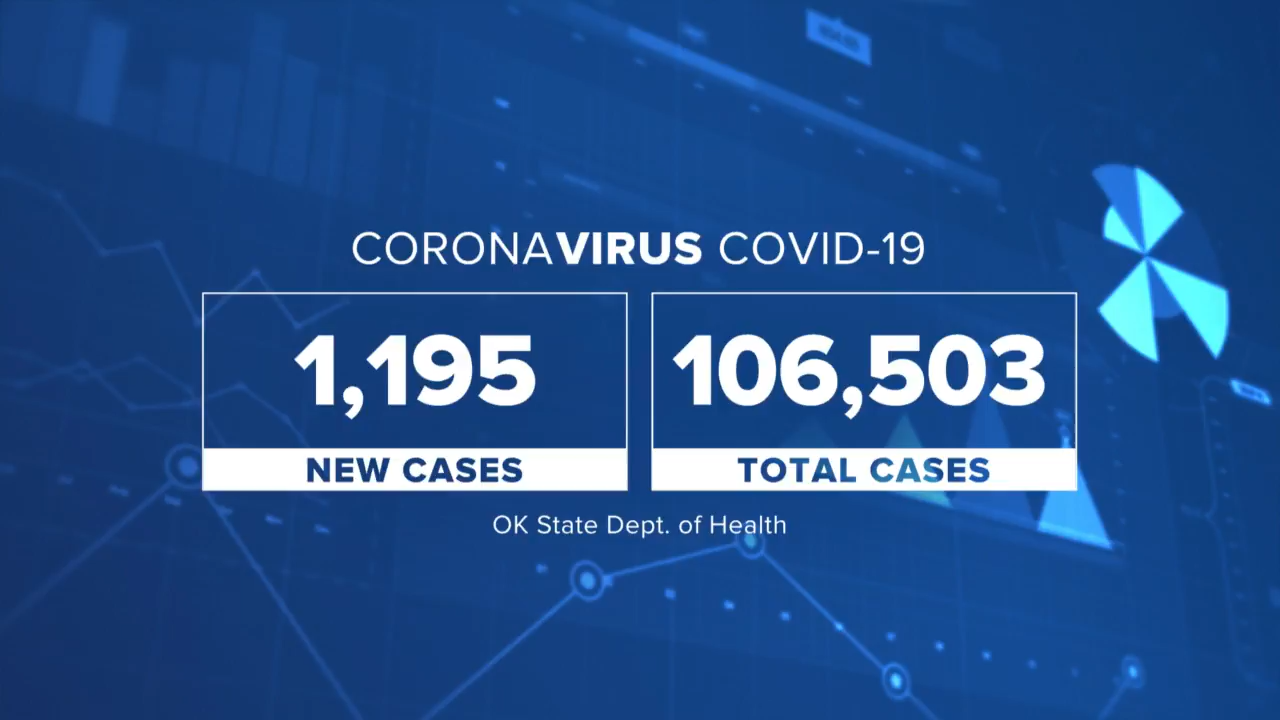 CORONAVIRUS COVID-19
1,195
106,503
NEW CASES
TOTAL CASES
OK State Dept. of Health